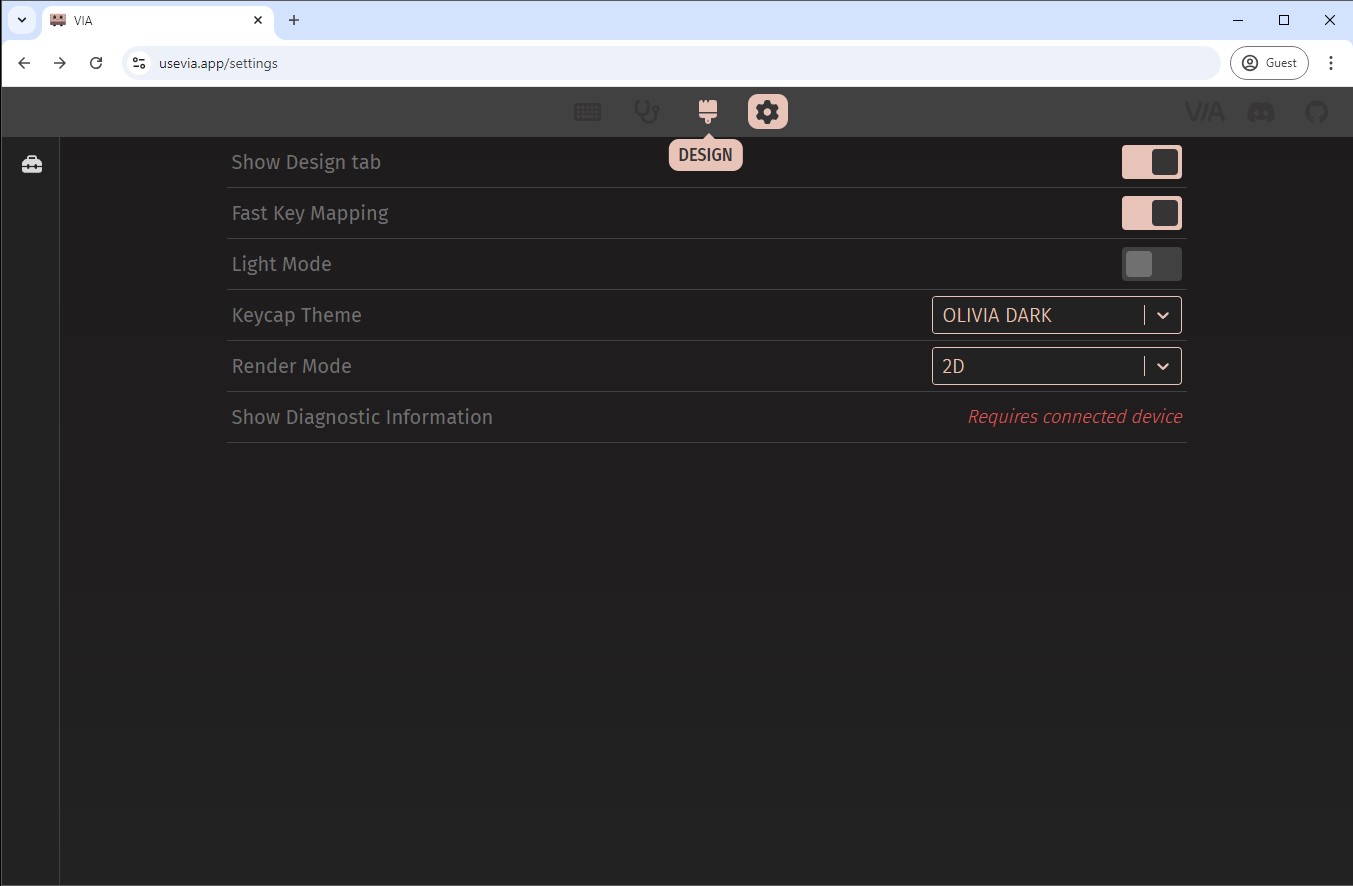 VIA
usevia.app/settings
Guest
VIA
DESIGN
Show Design tab
Fast Key Mapping
Light Mode
Keycap Theme
OLIVIA DARK
Render Mode
2D
Show Diagnostic Information
Requires connected device